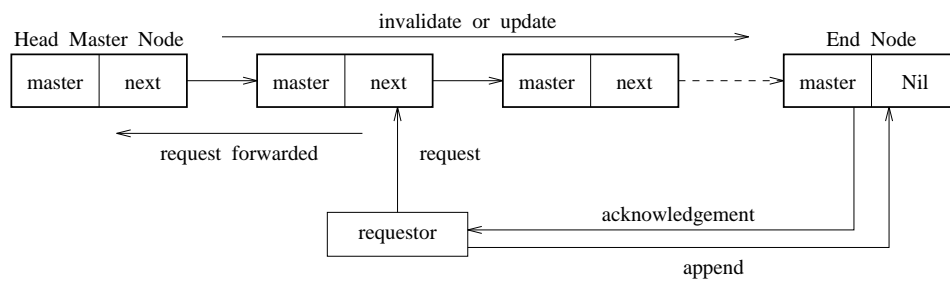 invalidate or update
Head Master Node
End Node
master next
master next
master next
master Nil
request forwarded
request
acknowledgement
requestor
append